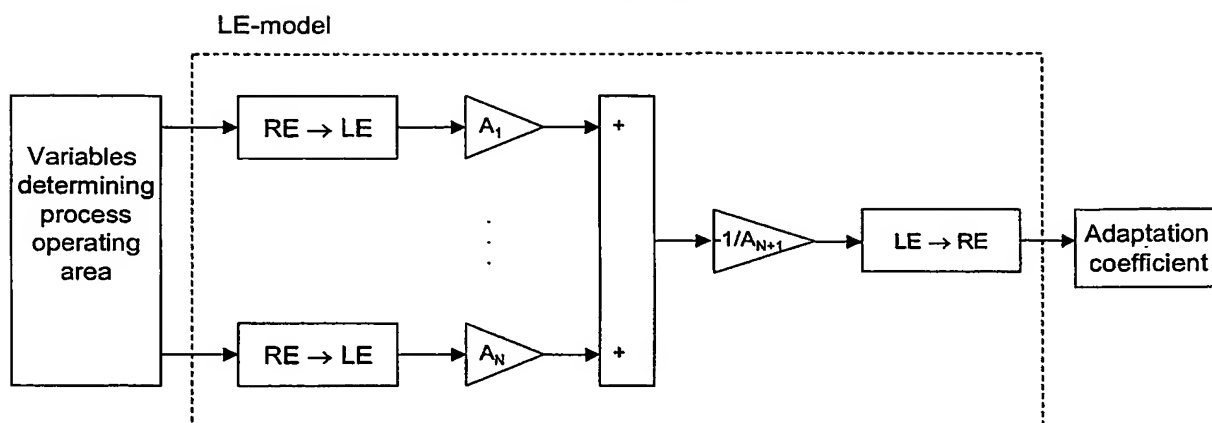 LE-model
Variables
determining
process
operating
area
RE → LE
A₁
+
-1/Aₙ₊₁
LE → RE
Adaptation
coefficient
RE → LE
Aₙ
+